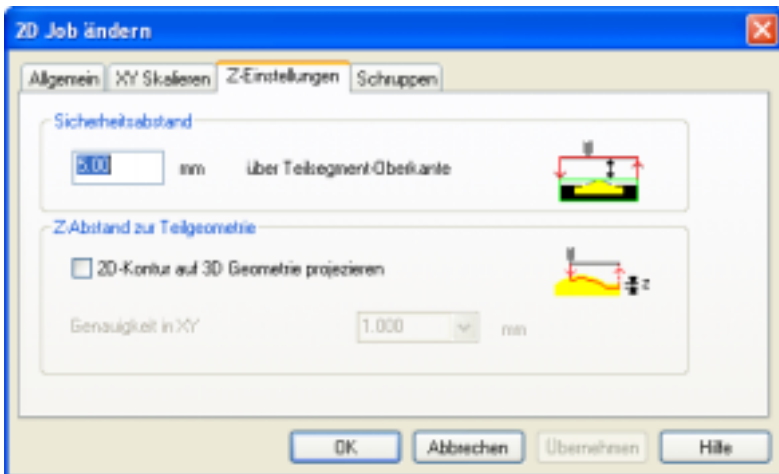 2D Job ändern
Allgemein XY Skalieren Z-Einstellungen Schruppen
Sicherheitsabstand
5.00 mm über Teilsegment-Oberkante
Z-Abstand zur Teilgeometrie
2D-Kontur auf 3D Geometrie projezieren
z
Genauigkeit in XY 1.000 mm
OK Abbrechen Übernehmen Hilfe